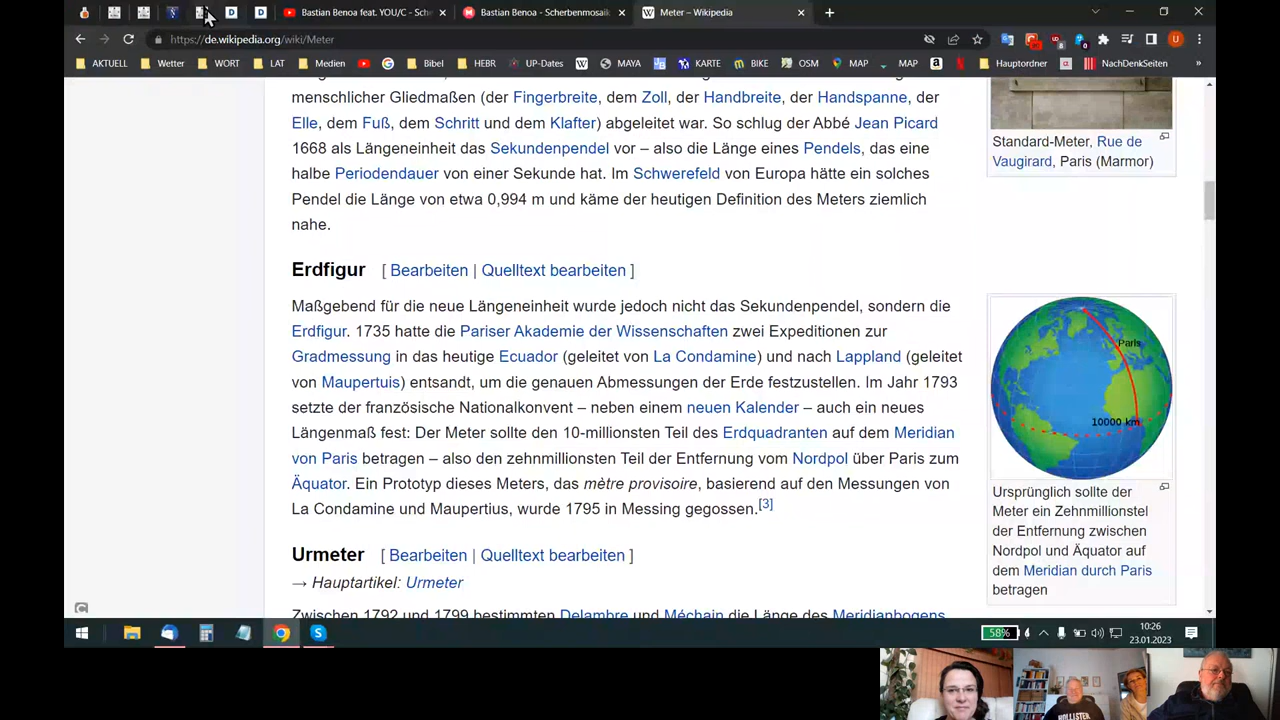 Bastian Benoa feat. YOU/C - Sch
Bastian Benoa - Scherbenmosaik
Meter – Wikipedia
https://de.wikipedia.org/wiki/Meter
AKTUELL Wetter WORT LAT Medien Bibel HEBR UP-Dates MAYA KARTE BIKE OSM MAP MAP Hauptordner NachDenkSeiten »
menschlicher Gliedmaßen (der Fingerbreite, dem Zoll, der Handbreite, der Handspanne, der
Elle, dem Fuß, dem Schritt und dem Klafter) abgeleitet war. So schlug der Abbé Jean Picard
1668 als Längeneinheit das Sekundenpendel vor – also die Länge eines Pendels, das eine
halbe Periodendauer von einer Sekunde hat. Im Schwerefeld von Europa hätte ein solches
Pendel die Länge von etwa 0,994 m und käme der heutigen Definition des Meters ziemlich
nahe.
Standard-Meter, Rue de
Vaugirard, Paris (Marmor)
Erdfigur [ Bearbeiten | Quelltext bearbeiten ]
Maßgebend für die neue Längeneinheit wurde jedoch nicht das Sekundenpendel, sondern die
Erdfigur. 1735 hatte die Pariser Akademie der Wissenschaften zwei Expeditionen zur
Gradmessung in das heutige Ecuador (geleitet von La Condamine) und nach Lappland (geleitet
von Maupertuis) entsandt, um die genauen Abmessungen der Erde festzustellen. Im Jahr 1793
setzte der französische Nationalkonvent – neben einem neuen Kalender – auch ein neues
Längenmaß fest: Der Meter sollte den 10-millionsten Teil des Erdquadranten auf dem Meridian
von Paris betragen – also den zehnmillionsten Teil der Entfernung vom Nordpol über Paris zum
Äquator. Ein Prototyp dieses Meters, das mètre provisoire, basierend auf den Messungen von
La Condamine und Maupertius, wurde 1795 in Messing gegossen.[3]
Paris
10000 km
Ursprünglich sollte der
Meter ein Zehnmillionstel
der Entfernung zwischen
Nordpol und Äquator auf
dem Meridian durch Paris
betragen
Urmeter [ Bearbeiten | Quelltext bearbeiten ]
→ Hauptartikel: Urmeter
Zwischen 1792 und 1799 bestimmten Delambre und Méchain die Länge des Meridianbogens
58%
10:26
23.01.2023
HOLLISTER